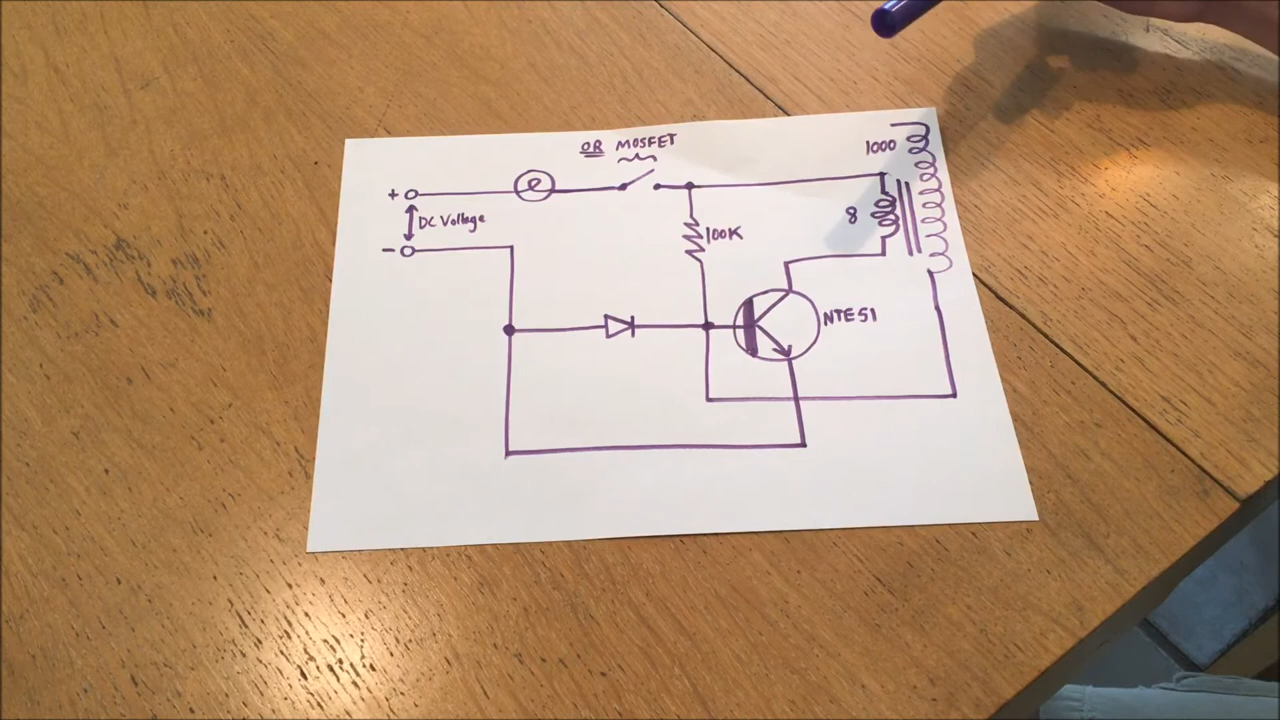 OR MOSFET
1000
+
DC Voltage
-
100K
8
NTE51